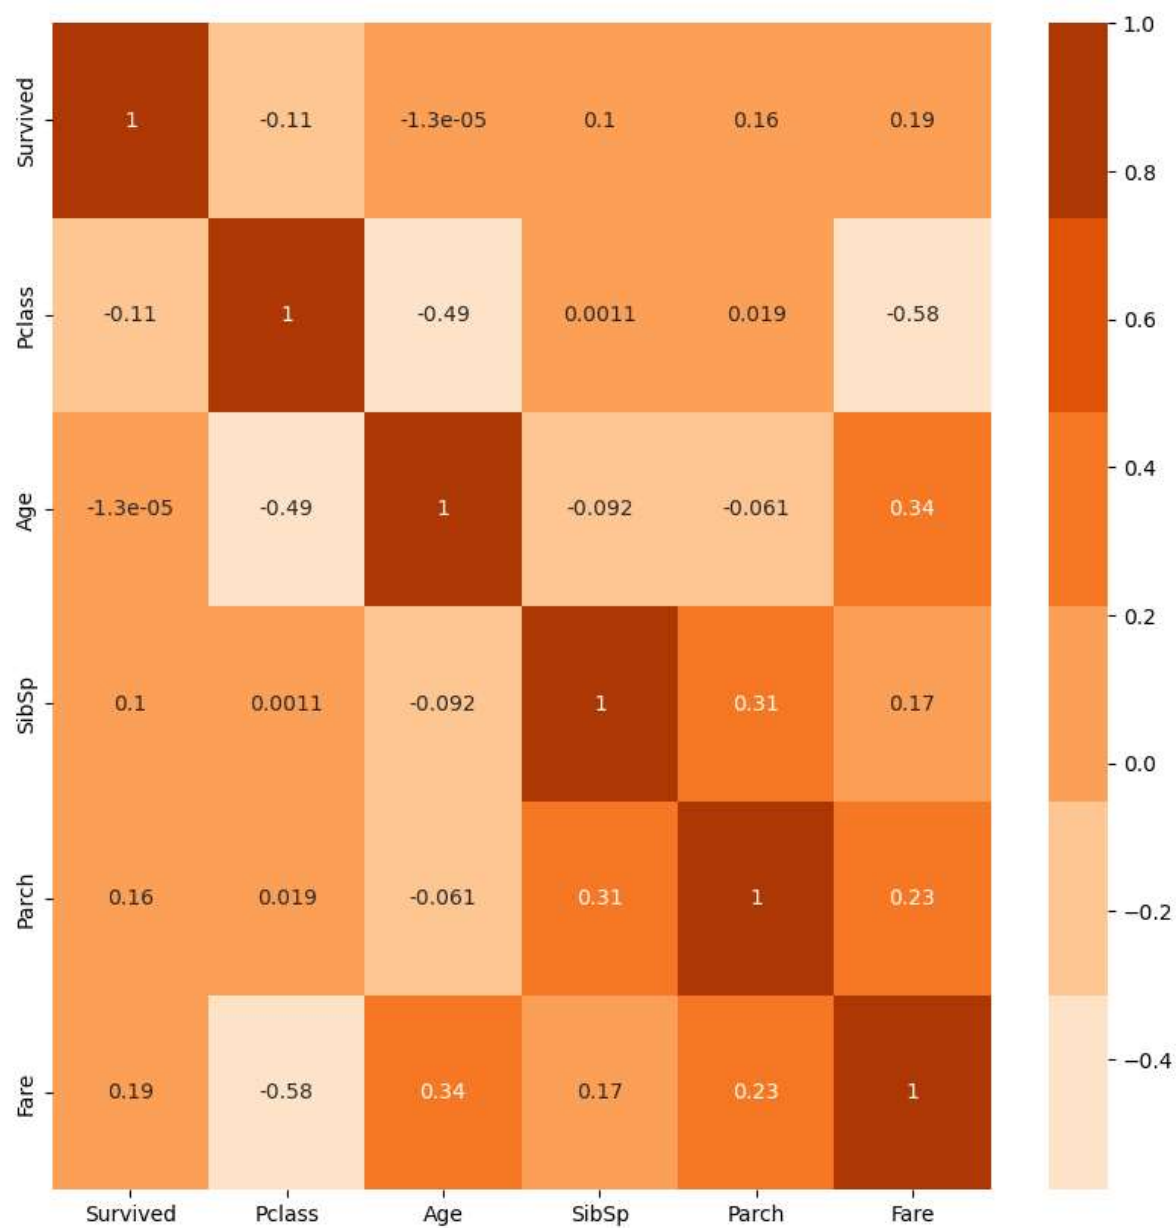 1.0
Survived 1 -0.11 -1.3e-05 0.1 0.16 0.19
0.8
Pclass -0.11 1 -0.49 0.0011 0.019 -0.58
0.6
0.4
Age -1.3e-05 -0.49 1 -0.092 -0.061 0.34
0.2
SibSp 0.1 0.0011 -0.092 1 0.31 0.17
0.0
Parch 0.16 0.019 -0.061 0.31 1 0.23
−0.2
−0.4
Fare 0.19 -0.58 0.34 0.17 0.23 1
Survived Pclass Age SibSp Parch Fare